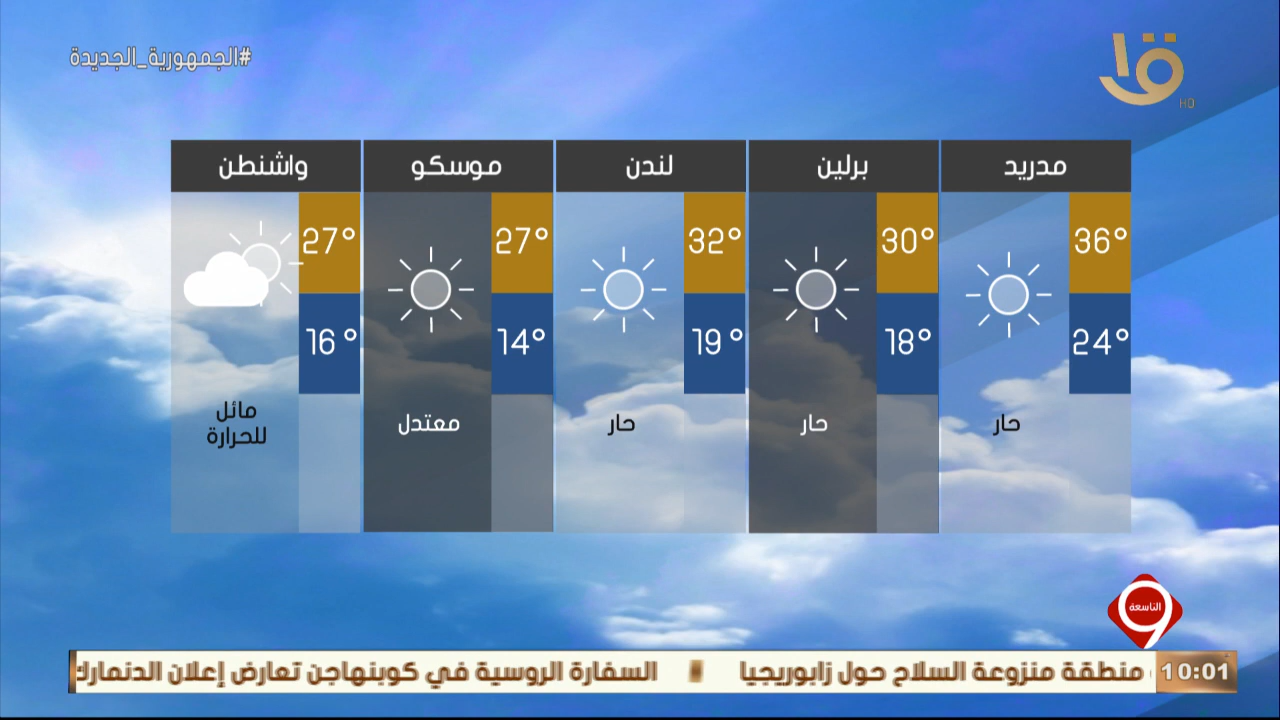 #الجمهورية_الجديدة
HD
مدريد
36°
24°
حار
برلين
30°
18°
حار
لندن
32°
19°
حار
موسكو
27°
14°
معتدل
واشنطن
27°
16°
مائل
للحرارة
التاسعة
9
10:01
منطقة منزوعة السلاح حول زابوريجيا السفارة الروسية في كوبنهاجن تعارض إعلان الدنمارك